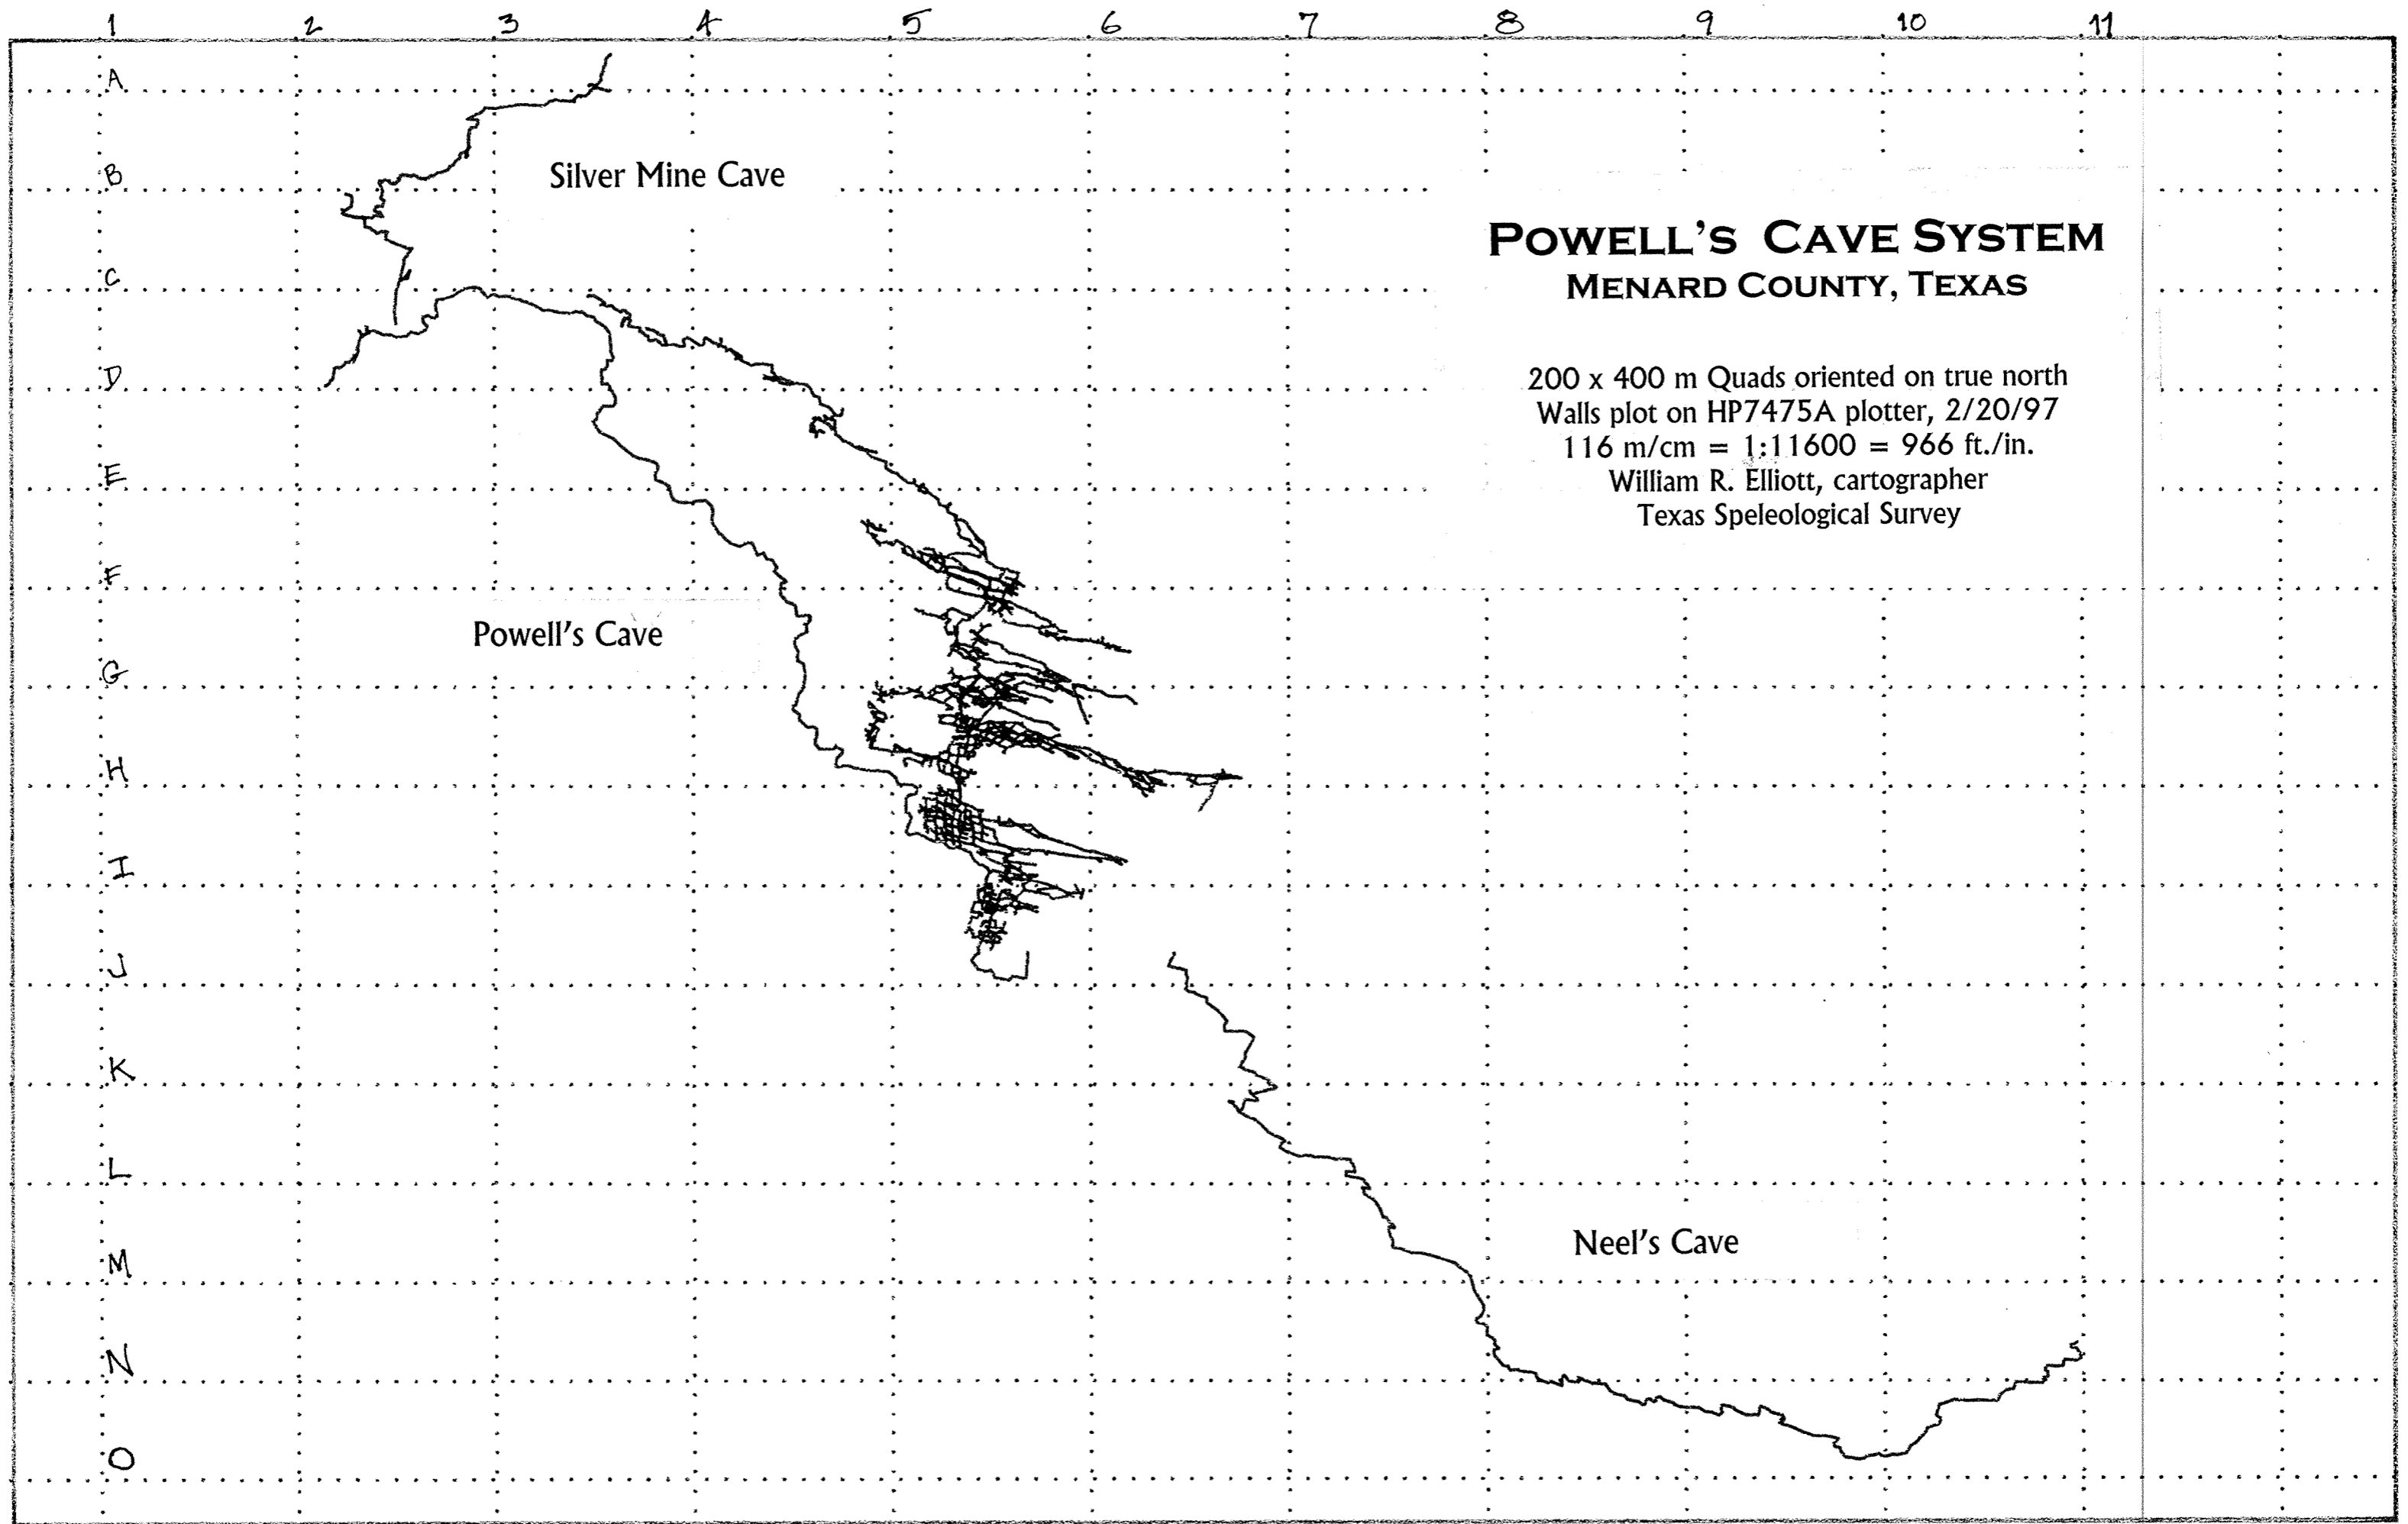 1 2 3 4 5 6 7 8 9 10 11
A
B
Silver Mine Cave
POWELL'S CAVE SYSTEM
C
MENARD COUNTY, TEXAS
D
200 x 400 m Quads oriented on true north
Walls plot on HP7475A plotter, 2/20/97
116 m/cm = 1:11600 = 966 ft./in.
E
William R. Elliott, cartographer
Texas Speleological Survey
F
Powell's Cave
G
H
I
J
K
L
M
Neel's Cave
N
O